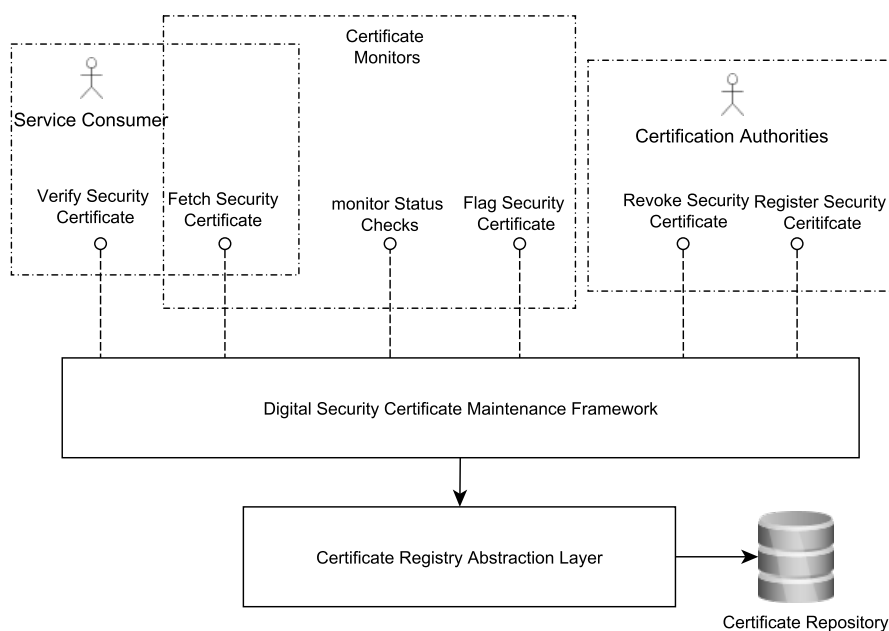 Certificate
Monitors
Service Consumer
Certification Authorities
Verify Security
Certificate
Fetch Security
Certificate
monitor Status
Checks
Flag Security
Certificate
Revoke Security
Certificate
Register Security
Ceritifcate
Digital Security Certificate Maintenance Framework
Certificate Registry Abstraction Layer
Certificate Repository